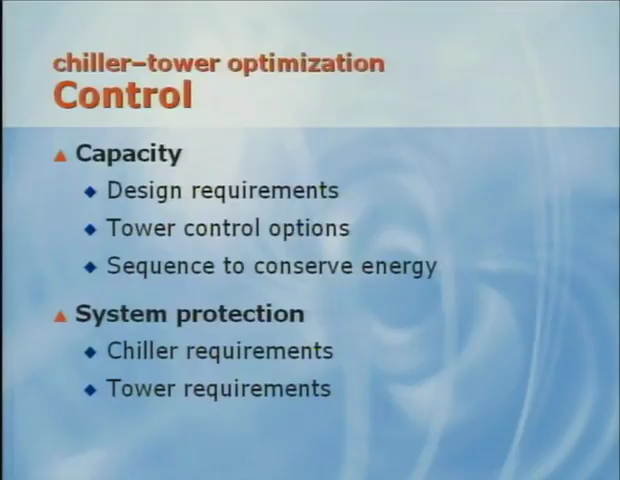 chiller–tower optimization
Control
Capacity
Design requirements
Tower control options
Sequence to conserve energy
System protection
Chiller requirements
Tower requirements